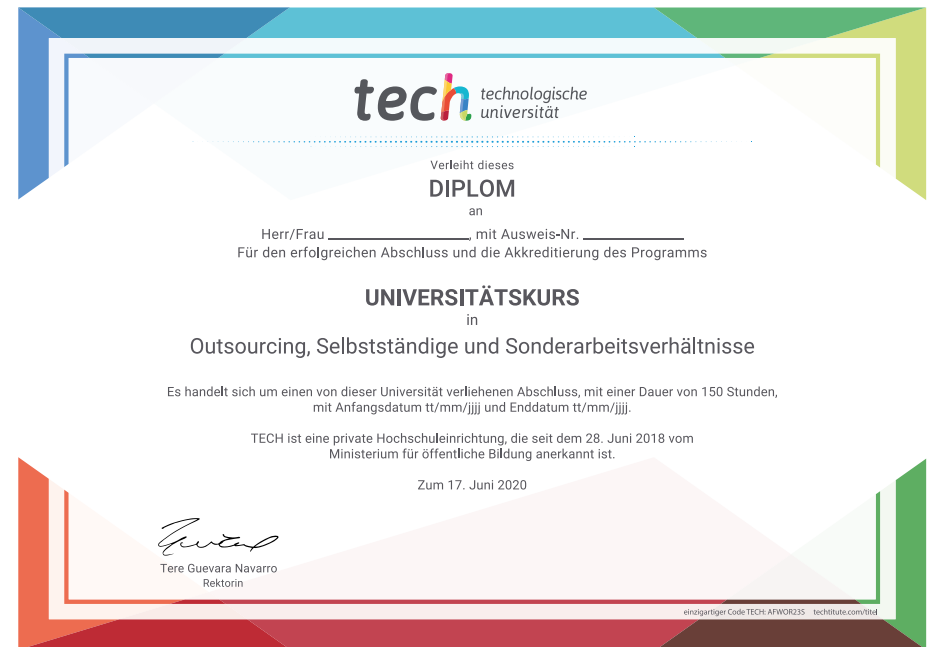 tech technologische
universität
Verleiht dieses
DIPLOM
an
Herr/Frau ____________, mit Ausweis-Nr. ____________
Für den erfolgreichen Abschluss und die Akkreditierung des Programms
UNIVERSITÄTSKURS
in
Outsourcing, Selbstständige und Sonderarbeitsverhältnisse
Es handelt sich um einen von dieser Universität verliehenen Abschluss, mit einer Dauer von 150 Stunden,
mit Anfangsdatum tt/mm/jjjj und Enddatum tt/mm/jjjj.
TECH ist eine private Hochschuleinrichtung, die seit dem 28. Juni 2018 vom
Ministerium für öffentliche Bildung anerkannt ist.
Zum 17. Juni 2020
Tere Guevara Navarro
Rektorin
einzigartiger Code TECH: AFWOR23S techtitute.com/titel